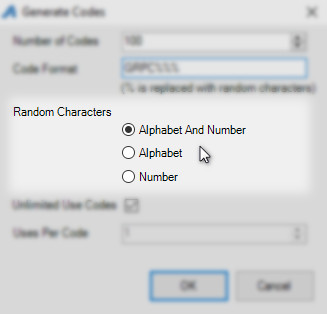 Generate Codes
Number of Codes 100
Code Format GRPC%%%
(% is replaced with random characters)
Random Characters
Alphabet And Number
Alphabet
Number
Unlimited Use Codes
Uses Per Code 1
OK Cancel